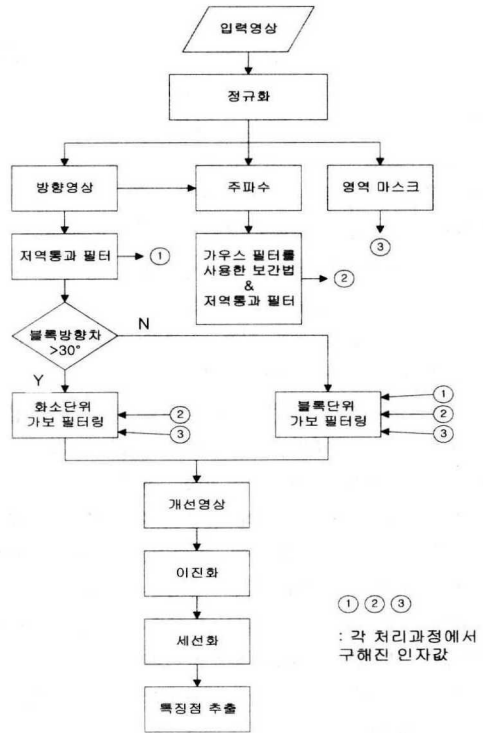 입력영상
정규화
방향영상
주파수
영역 마스크
저역통과 필터
①
가우스 필터를
사용한 보간법
&
저역통과 필터
②
③
블록방향차
>30°
N
Y
화소단위
가보 필터링
②
③
블록단위
가보 필터링
①
②
③
개선영상
이진화
세선화
특징점 추출
① ② ③
: 각 처리과정에서
구해진 인자값